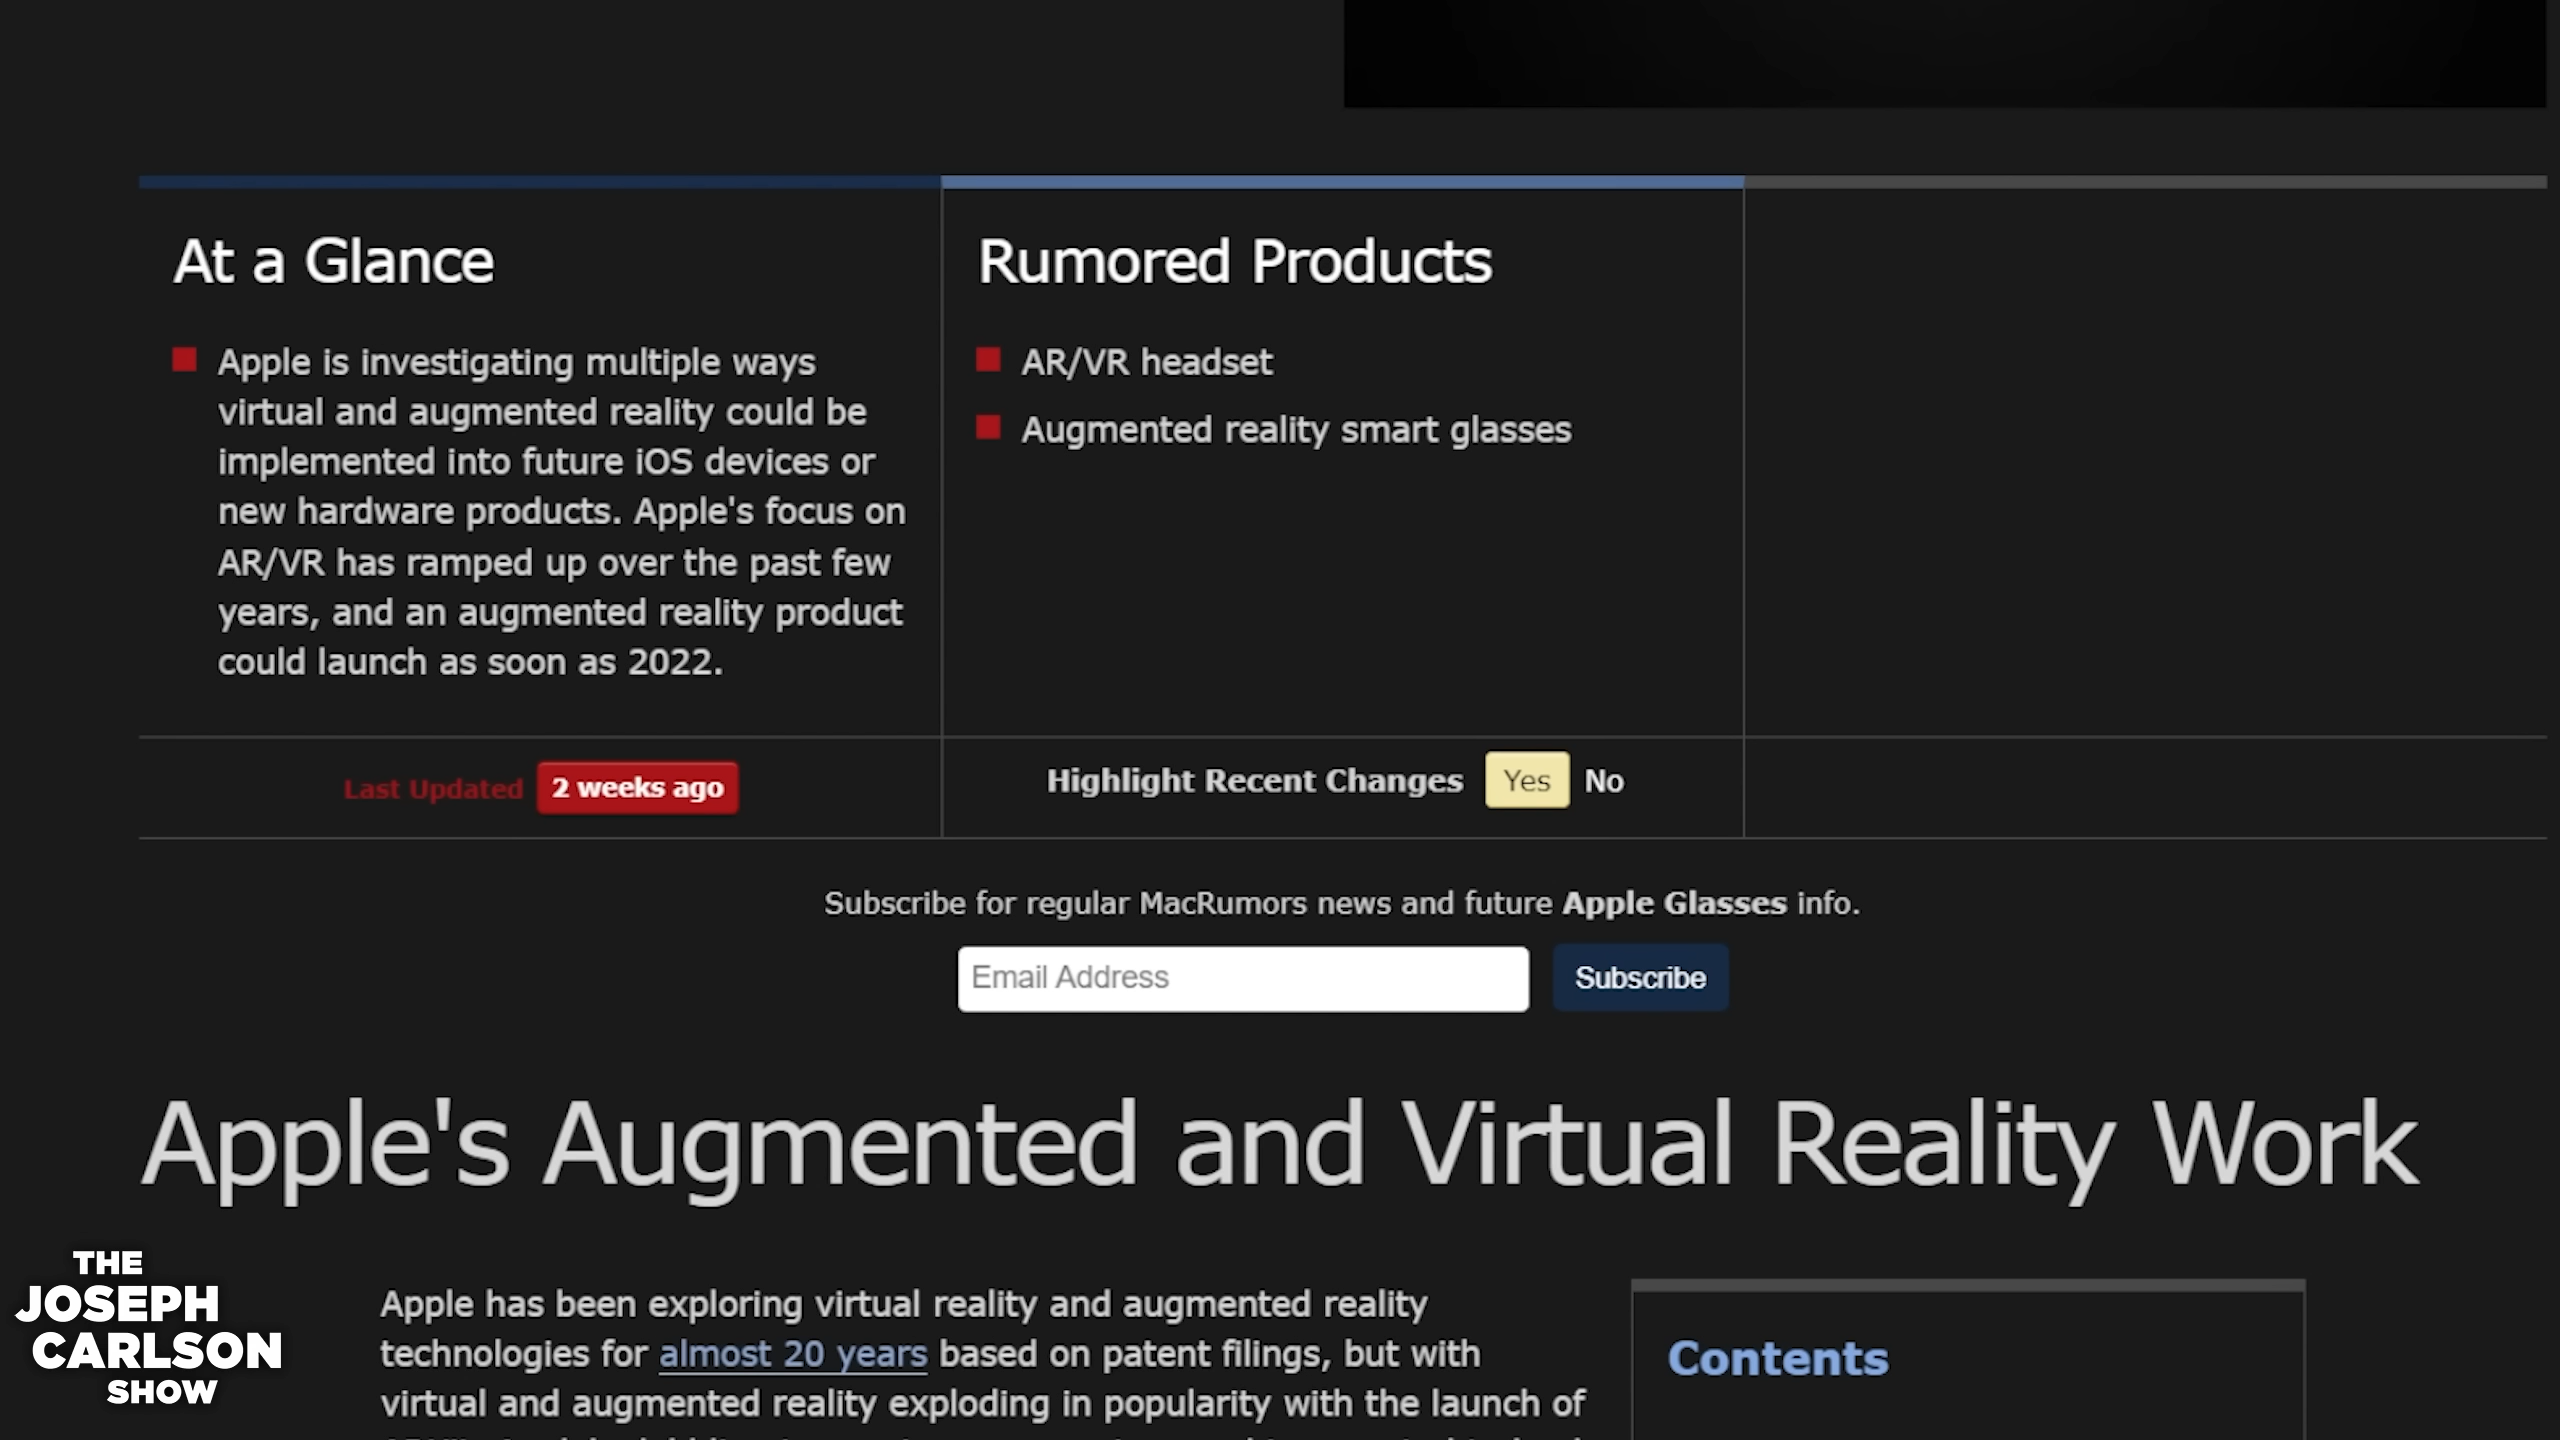 At a Glance
Apple is investigating multiple ways
virtual and augmented reality could be
implemented into future iOS devices or
new hardware products. Apple's focus on
AR/VR has ramped up over the past few
years, and an augmented reality product
could launch as soon as 2022.
Rumored Products
AR/VR headset
Augmented reality smart glasses
Last Updated 2 weeks ago
Highlight Recent Changes Yes No
Subscribe for regular MacRumors news and future Apple Glasses info.
Email Address Subscribe
Apple's Augmented and Virtual Reality Work
Apple has been exploring virtual reality and augmented reality
technologies for almost 20 years based on patent filings, but with
virtual and augmented reality exploding in popularity with the launch of
Contents
THE
JOSEPH
CARLSON
SHOW